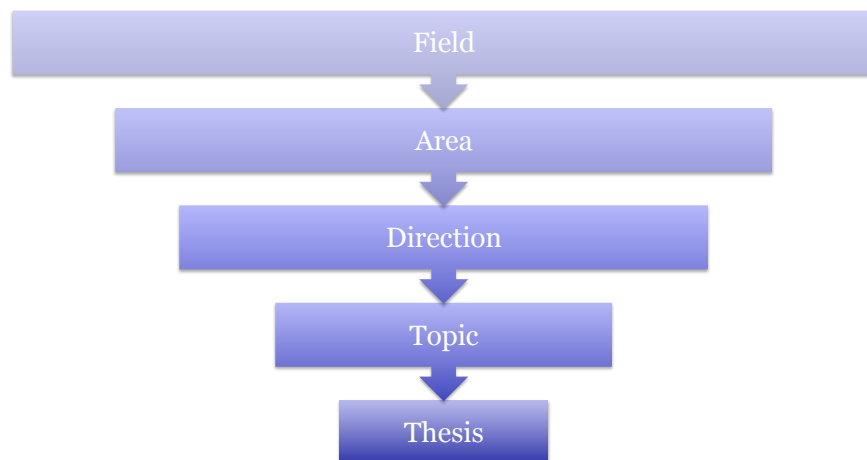 Field
Area
Direction
Topic
Thesis